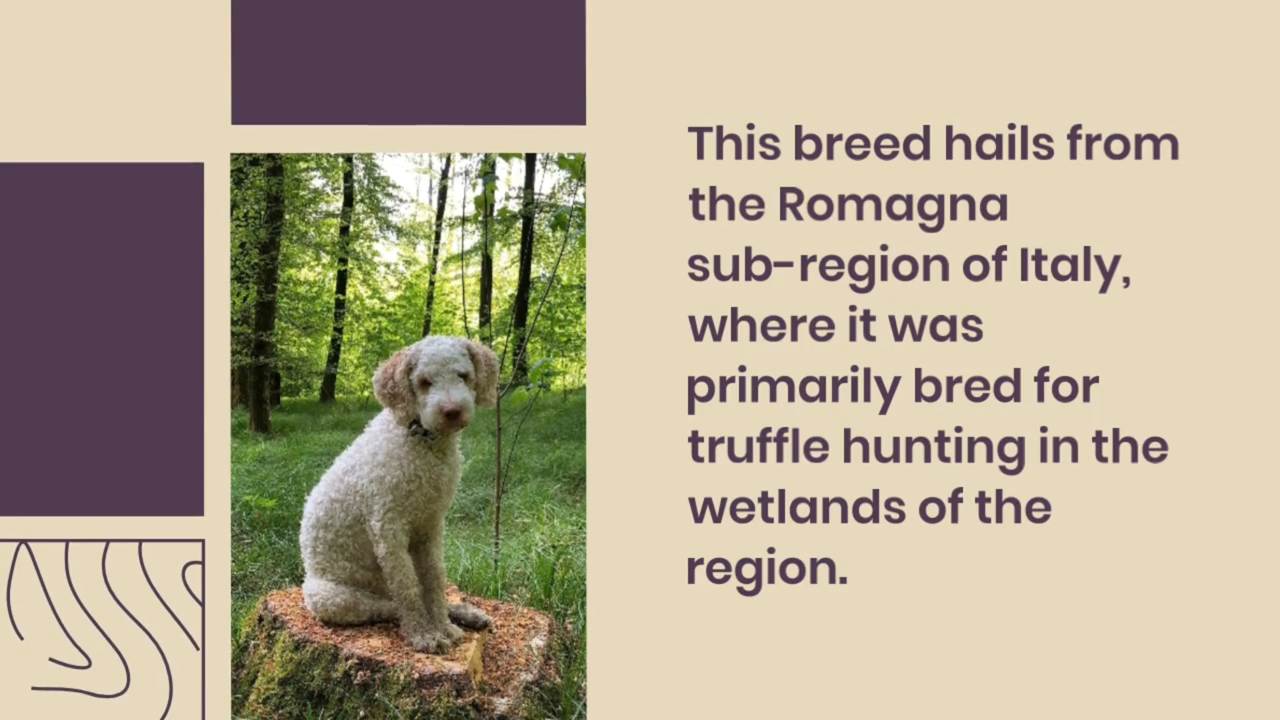 This breed hails from
the Romagna
sub-region of Italy,
where it was
primarily bred for
truffle hunting in the
wetlands of the
region.